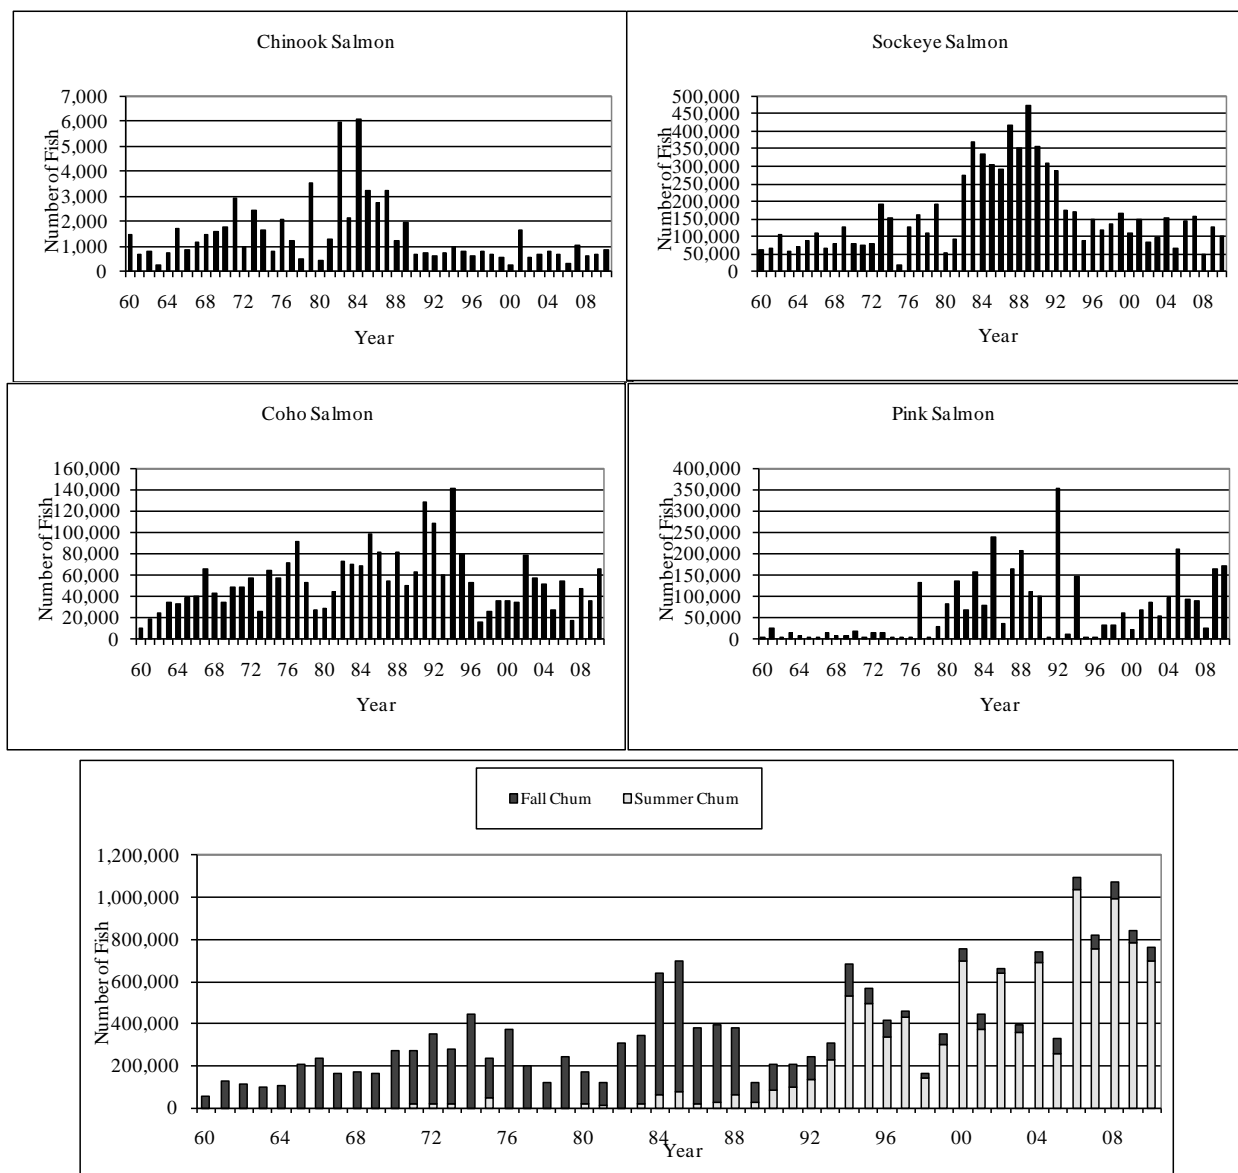 Chinook Salmon
Number of Fish
7,000
6,000
5,000
4,000
3,000
2,000
1,000
0
60 64 68 72 76 80 84 88 92 96 00 04 08
Year
Sockeye Salmon
Number of Fish
500,000
450,000
400,000
350,000
300,000
250,000
200,000
150,000
100,000
50,000
0
60 64 68 72 76 80 84 88 92 96 00 04 08
Year
Coho Salmon
Number of Fish
160,000
140,000
120,000
100,000
80,000
60,000
40,000
20,000
0
60 64 68 72 76 80 84 88 92 96 00 04 08
Year
Pink Salmon
Number of Fish
400,000
350,000
300,000
250,000
200,000
150,000
100,000
50,000
0
60 64 68 72 76 80 84 88 92 96 00 04 08
Year
Fall Chum Summer Chum
Number of Fish
1,200,000
1,000,000
800,000
600,000
400,000
200,000
0
60 64 68 72 76 80 84 88 92 96 00 04 08
Year